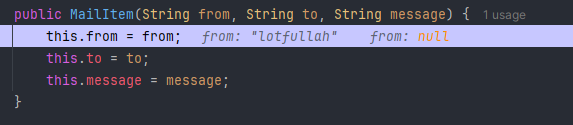 public MailItem(String from, String to, String message) { 1 usage
this.from = from; from: "lotfullah" from: null
this.to = to;
this.message = message;
}